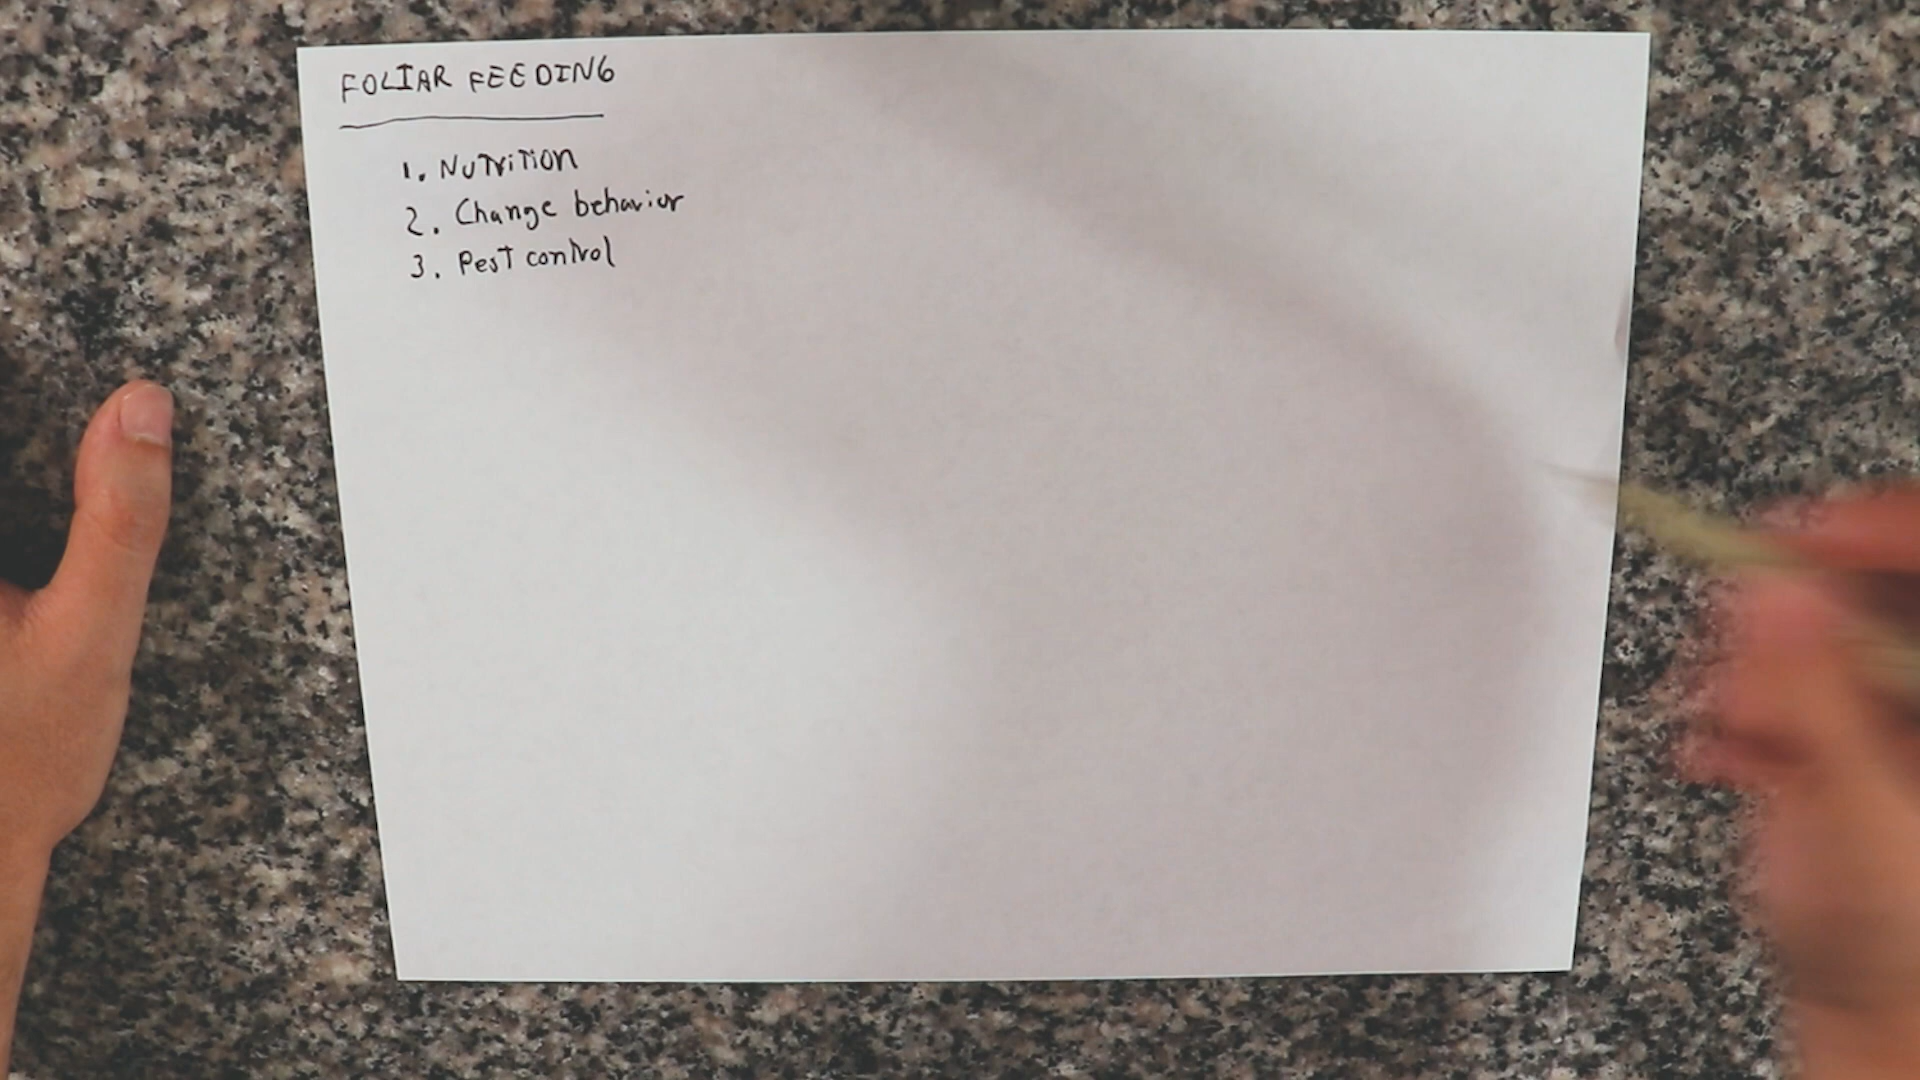 FOLIAR FEEDING
1. Nutrition
2. Change behavior
3. Pest control